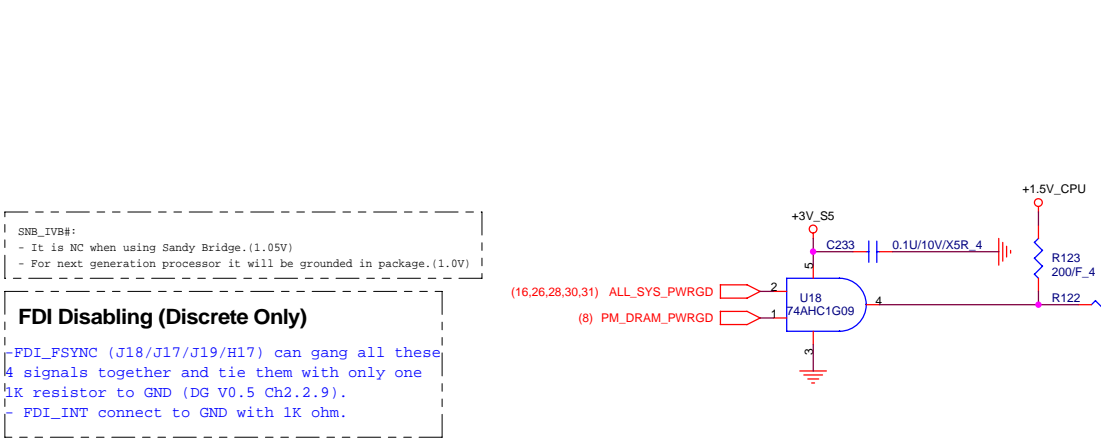 SNB_IVB#:
- It is NC when using Sandy Bridge.(1.05V)
- For next generation processor it will be grounded in package.(1.0V)
FDI Disabling (Discrete Only)
-FDI_FSYNC (J18/J17/J19/H17) can gang all these
4 signals together and tie them with only one
1K resistor to GND (DG V0.5 Ch2.2.9).
- FDI_INT connect to GND with 1K ohm.
+1.5V_CPU
+3V_S5
C233
0.1U/10V/X5R_4
R123
200/F_4
5
(16,26,28,30,31) ALL_SYS_PWRGD
2
U18
74AHC1G09
4
R122
(8) PM_DRAM_PWRGD
1
3